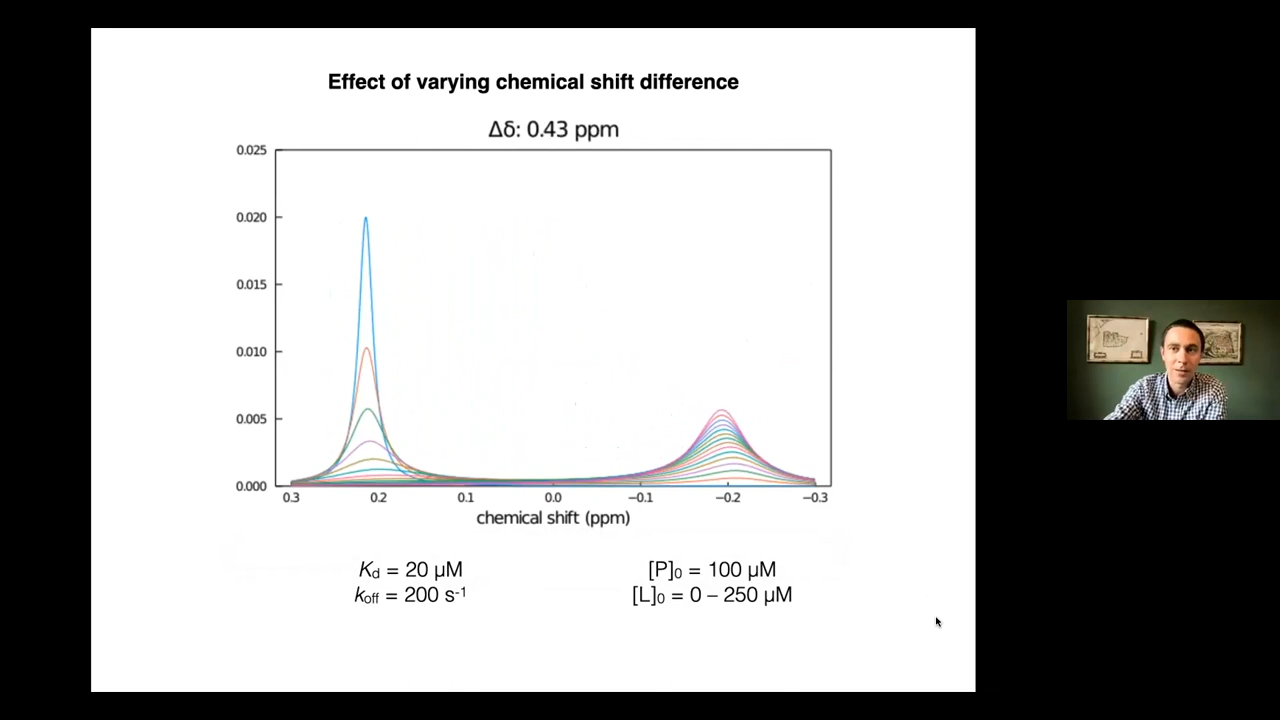 Effect of varying chemical shift difference
Δδ: 0.43 ppm
0.025
0.020
0.015
0.010
0.005
0.000
0.3 0.2 0.1 0.0 −0.1 −0.2 −0.3
chemical shift (ppm)
Kd = 20 μM [P]0 = 100 μM
koff = 200 s-1 [L]0 = 0 – 250 μM